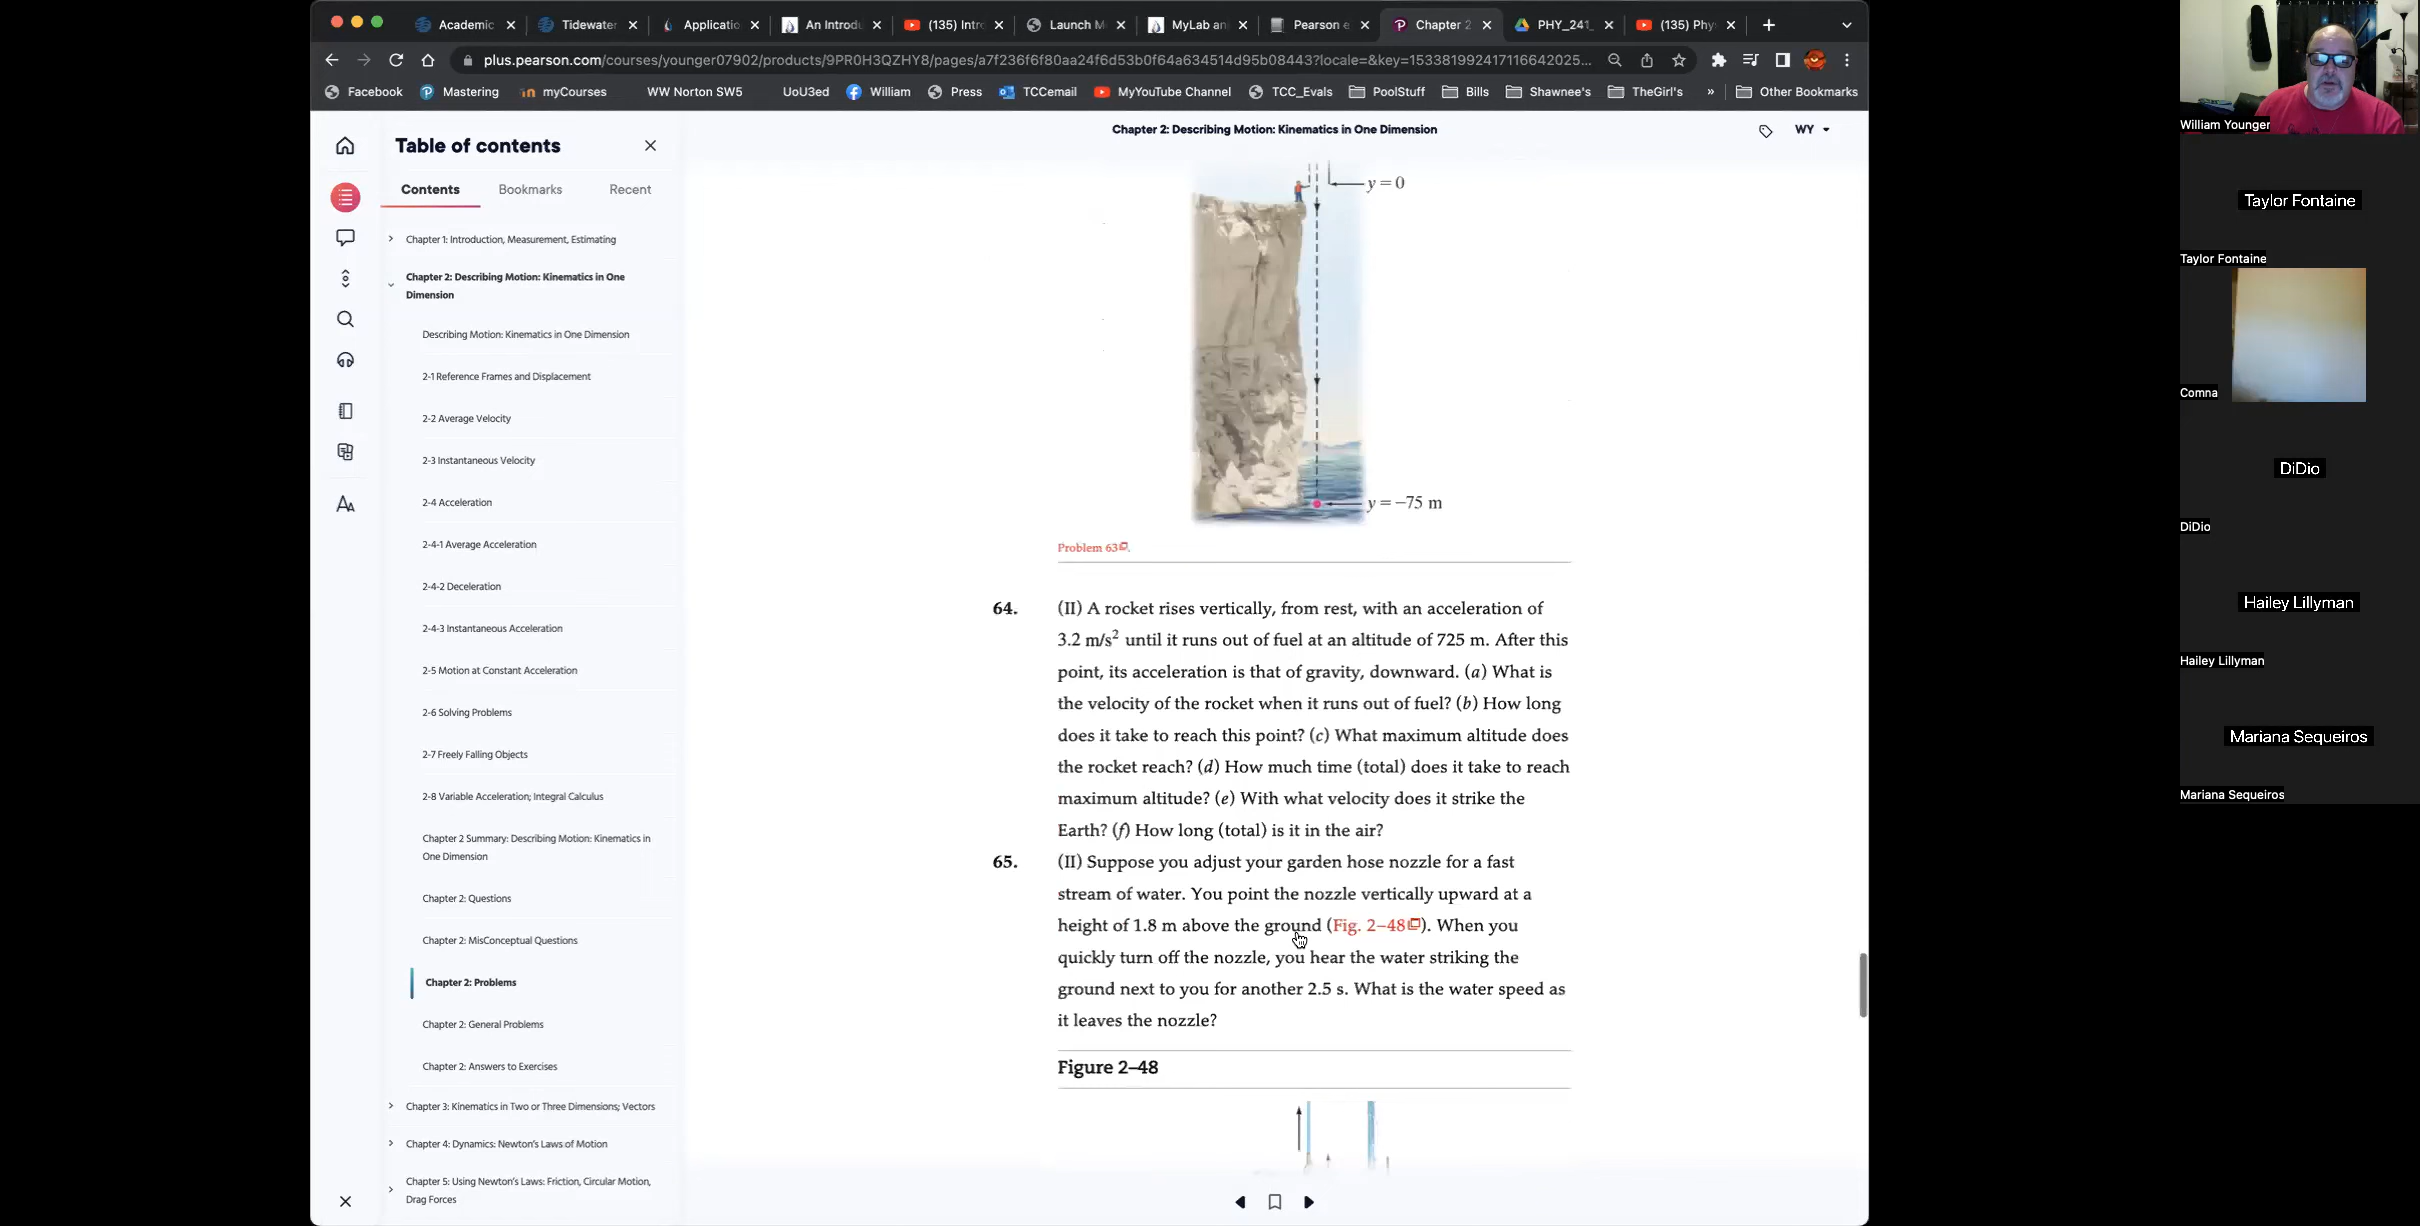 Academic
Tidewater
Applicatio
An Introdu
(135) Intro
Launch M
MyLab an
Pearson e
Chapter 2
PHY_241_
(135) Phy
plus.pearson.com/courses/younger07902/products/9PR0H3QZHY8/pages/a7f236f6f80aa24f6d53b0f64a634514d95b08443?locale=&key=153381992417116642025...
Facebook
Mastering
myCourses
WW Norton SW5
UoU3ed
William
Press
TCCemail
MyYouTube Channel
TCC_Evals
PoolStuff
Bills
Shawnee's
TheGirl's
»
Other Bookmarks
Table of contents
Contents
Bookmarks
Recent
Chapter 1: Introduction, Measurement, Estimating
Chapter 2: Describing Motion: Kinematics in One
Dimension
Describing Motion: Kinematics in One Dimension
2-1 Reference Frames and Displacement
2-2 Average Velocity
2-3 Instantaneous Velocity
2-4 Acceleration
2-4-1 Average Acceleration
2-4-2 Deceleration
2-4-3 Instantaneous Acceleration
2-5 Motion at Constant Acceleration
2-6 Solving Problems
2-7 Freely Falling Objects
2-8 Variable Acceleration; Integral Calculus
Chapter 2 Summary: Describing Motion: Kinematics in
One Dimension
Chapter 2: Questions
Chapter 2: MisConceptual Questions
Chapter 2: Problems
Chapter 2: General Problems
Chapter 2: Answers to Exercises
Chapter 3: Kinematics in Two or Three Dimensions; Vectors
Chapter 4: Dynamics: Newton's Laws of Motion
Chapter 5: Using Newton's Laws: Friction, Circular Motion,
Drag Forces
Chapter 2: Describing Motion: Kinematics in One Dimension
WY
y = 0
y = −75 m
Problem 63.
64. (II) A rocket rises vertically, from rest, with an acceleration of
3.2 m/s² until it runs out of fuel at an altitude of 725 m. After this
point, its acceleration is that of gravity, downward. (a) What is
the velocity of the rocket when it runs out of fuel? (b) How long
does it take to reach this point? (c) What maximum altitude does
the rocket reach? (d) How much time (total) does it take to reach
maximum altitude? (e) With what velocity does it strike the
Earth? (f) How long (total) is it in the air?
65. (II) Suppose you adjust your garden hose nozzle for a fast
stream of water. You point the nozzle vertically upward at a
height of 1.8 m above the ground (Fig. 2–48). When you
quickly turn off the nozzle, you hear the water striking the
ground next to you for another 2.5 s. What is the water speed as
it leaves the nozzle?
Figure 2–48
William Younger
Taylor Fontaine
Taylor Fontaine
Comna
DiDio
DiDio
Hailey Lillyman
Hailey Lillyman
Mariana Sequeiros
Mariana Sequeiros